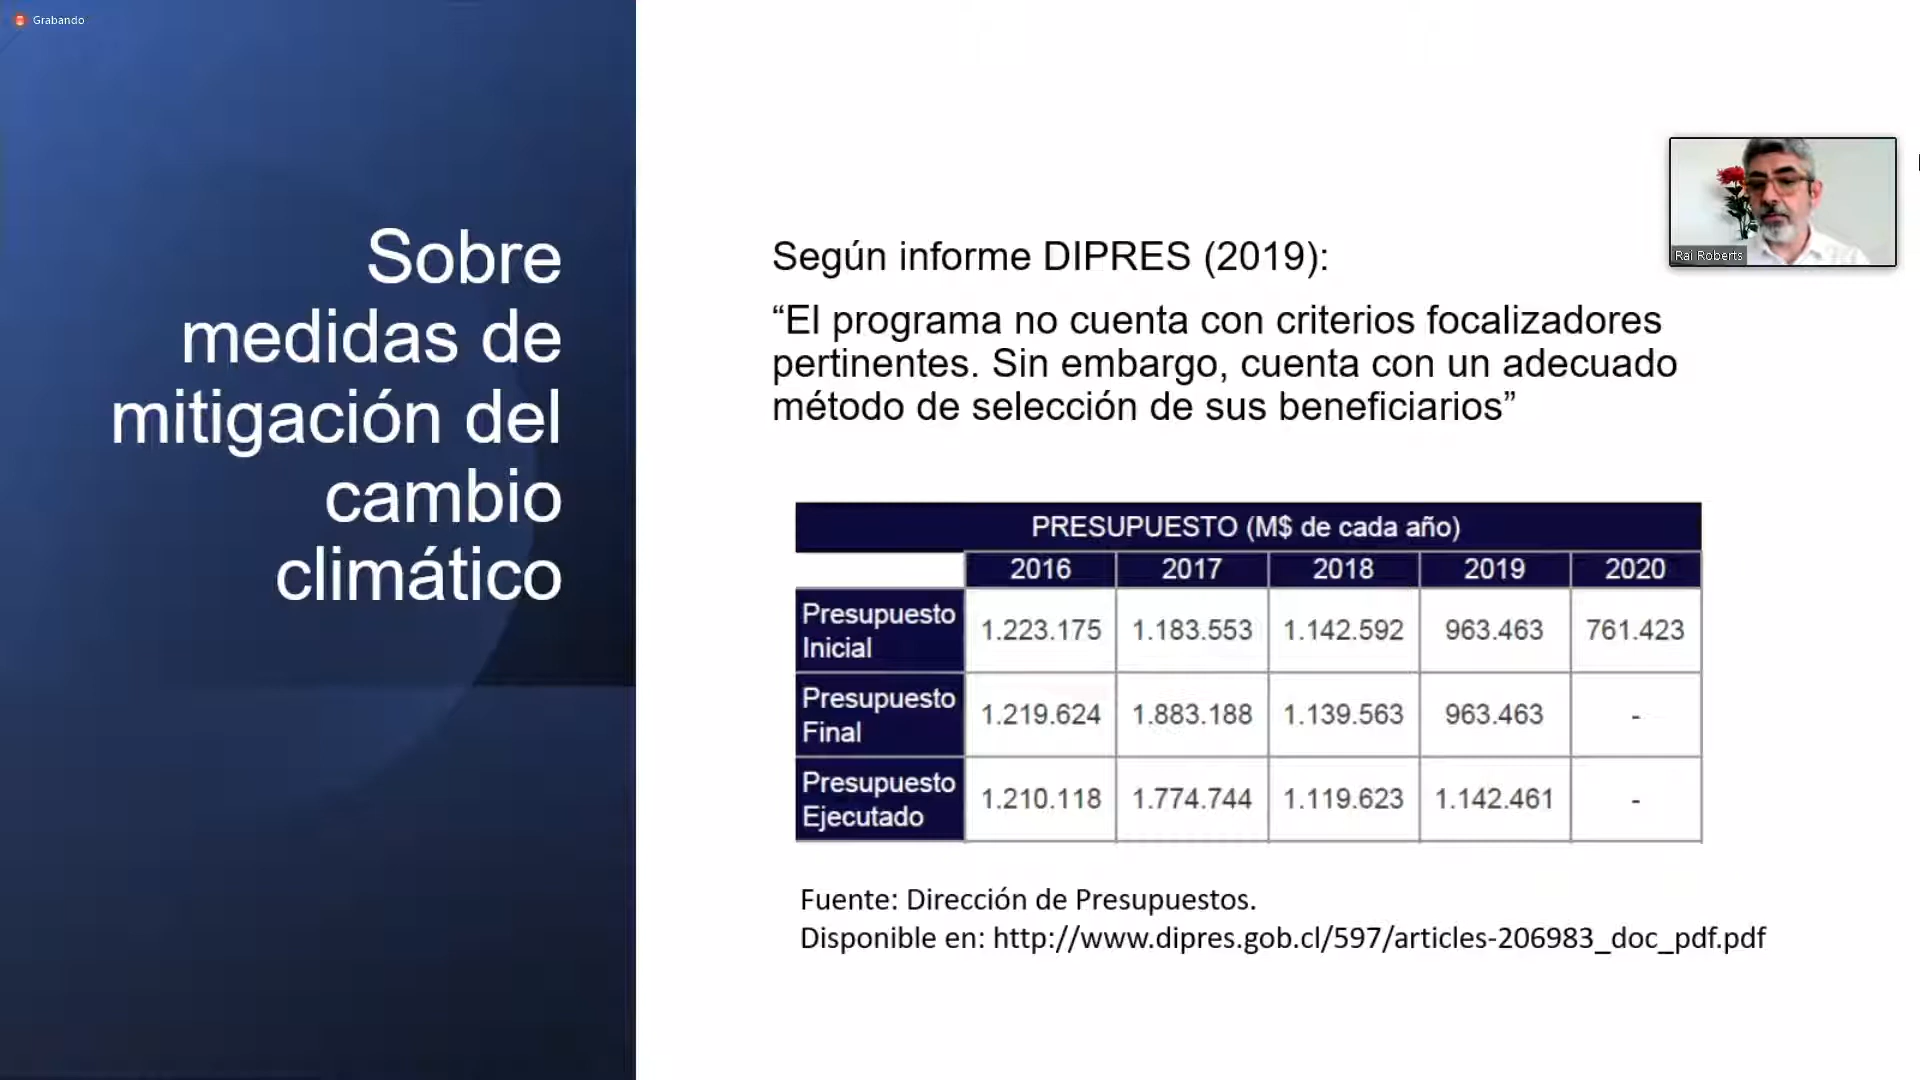 Grabando
Sobre
medidas de
mitigación del
cambio
climático
Según informe DIPRES (2019):
“El programa no cuenta con criterios focalizadores
pertinentes. Sin embargo, cuenta con un adecuado
método de selección de sus beneficiarios”
Rai Roberts
PRESUPUESTO (M$ de cada año)
2016 2017 2018 2019 2020
Presupuesto Inicial 1.223.175 1.183.553 1.142.592 963.463 761.423
Presupuesto Final 1.219.624 1.883.188 1.139.563 963.463 -
Presupuesto Ejecutado 1.210.118 1.774.744 1.119.623 1.142.461 -
Fuente: Dirección de Presupuestos.
Disponible en: http://www.dipres.gob.cl/597/articles-206983_doc_pdf.pdf